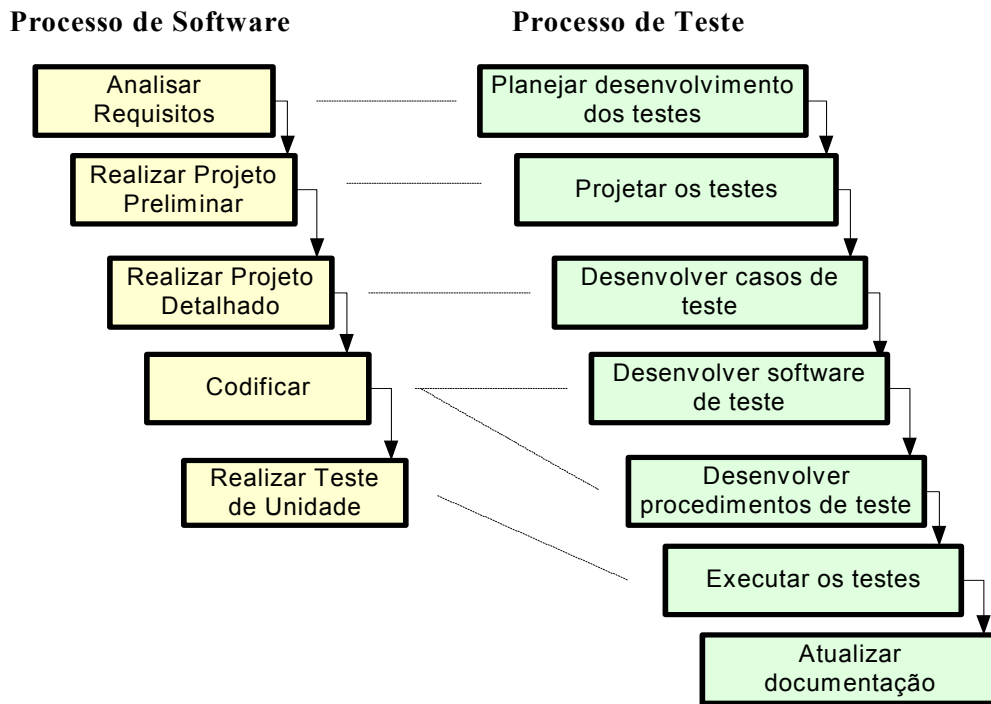 Processo de Software
Processo de Teste
Analisar
Requisitos
Planejar desenvolvimento
dos testes
Realizar Projeto
Preliminar
Projetar os testes
Realizar Projeto
Detalhado
Desenvolver casos de
teste
Codificar
Desenvolver software
de teste
Realizar Teste
de Unidade
Desenvolver
procedimentos de teste
Executar os testes
Atualizar
documentação